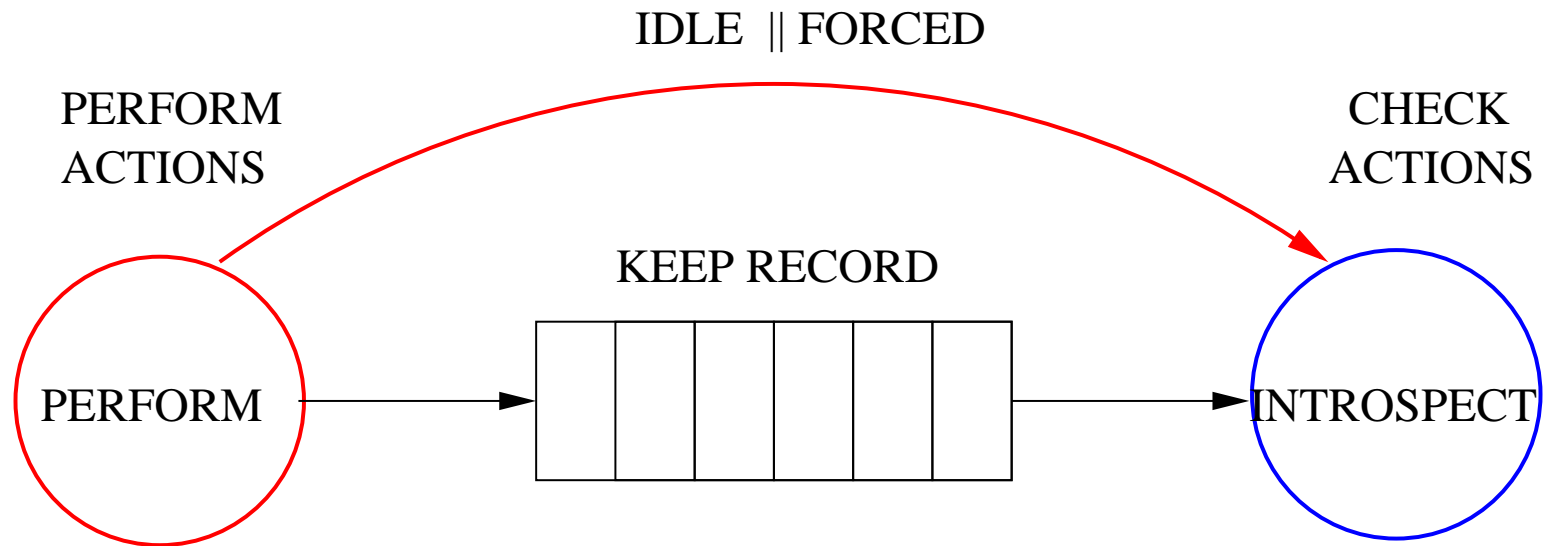 IDLE || FORCED
PERFORM
ACTIONS
CHECK
ACTIONS
KEEP RECORD
PERFORM
INTROSPECT